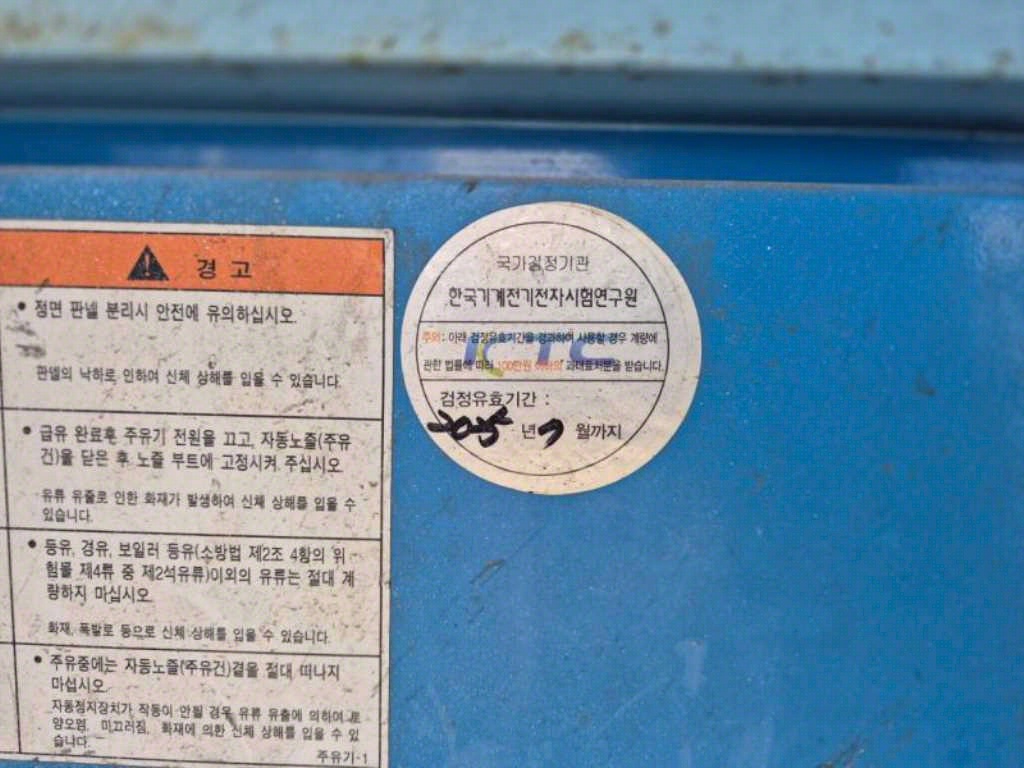 경고
• 정면 판넬 분리시 안전에 유의하십시오.
판넬의 낙하로 인하여 신체 상해를 입을 수 있습니다.
• 급유 완료후 주유기 전원을 끄고, 자동노즐(주유
건)을 닫은 후 노즐 부트에 고정시켜 주십시오
유류 유출로 인한 화재가 발생하여 신체 상해를 입을 수
있습니다.
• 등유, 경유, 보일러 등유(소방법 제2조 4항의 위
험물 제4류 중 제2석유류)이외의 유류는 절대 계
량하지 마십시오
화재, 폭발로 등으로 신체 상해를 입을 수 있습니다.
• 주유중에는 자동노즐(주유건)곁을 절대 떠나지
마십시오
자동정지장치가 작동이 안될 경우 유류 유출에 의하여 토
양오염, 미끄러짐, 화재에 의한 신체 상해를 입을 수 있
습니다.
주유기-1
국가검정기관
한국기계전기전자시험연구원
KTC
주의: 아래 검정유효기간을 경과하여 사용할 경우 계량에
관한 법률에 따라 100만원 이하의 과태료처분을 받습니다.
검정유효기간 :
2025 년 7 월까지